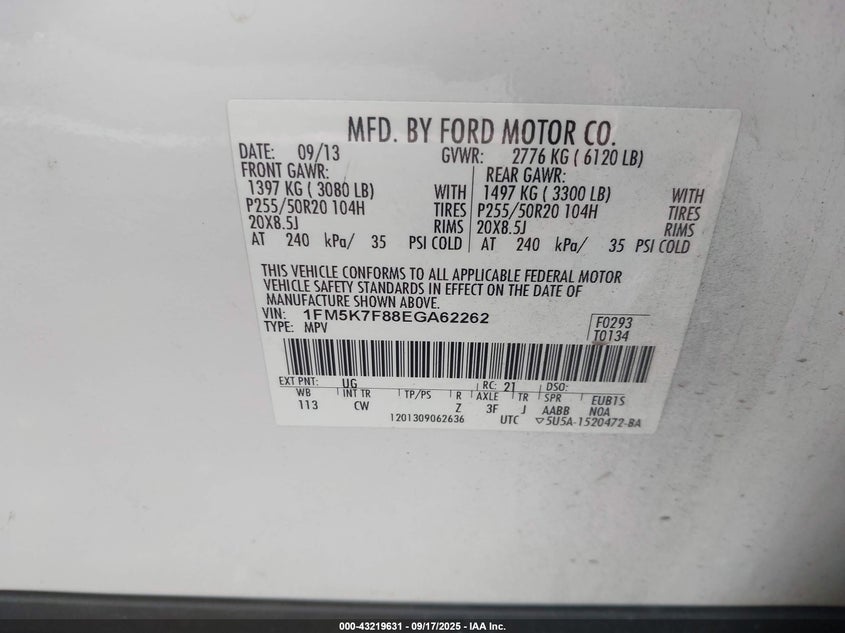 MFD. BY FORD MOTOR CO.
DATE: 09/13 GVWR: 2776 KG ( 6120 LB)
FRONT GAWR: REAR GAWR:
1397 KG ( 3080 LB) WITH 1497 KG ( 3300 LB) WITH
P255/50R20 104H TIRES P255/50R20 104H TIRES
20X8.5J RIMS 20X8.5J RIMS
AT 240 kPa/ 35 PSI COLD AT 240 kPa/ 35 PSI COLD
THIS VEHICLE CONFORMS TO ALL APPLICABLE FEDERAL MOTOR
VEHICLE SAFETY STANDARDS IN EFFECT ON THE DATE OF
MANUFACTURE SHOWN ABOVE.
VIN: 1FM5K7F88EGA62262 F0293
TYPE: MPV T0134
EXT PNT: UG RC: 21 DSO:
WB INT TR TP/PS R AXLE TR SPR EUB1S
113 CW Z 3F J AABB N0A
1201309062636 UTC ▽5U5A-1520472-BA
000-43219631 - 09/17/2025 - IAA Inc.